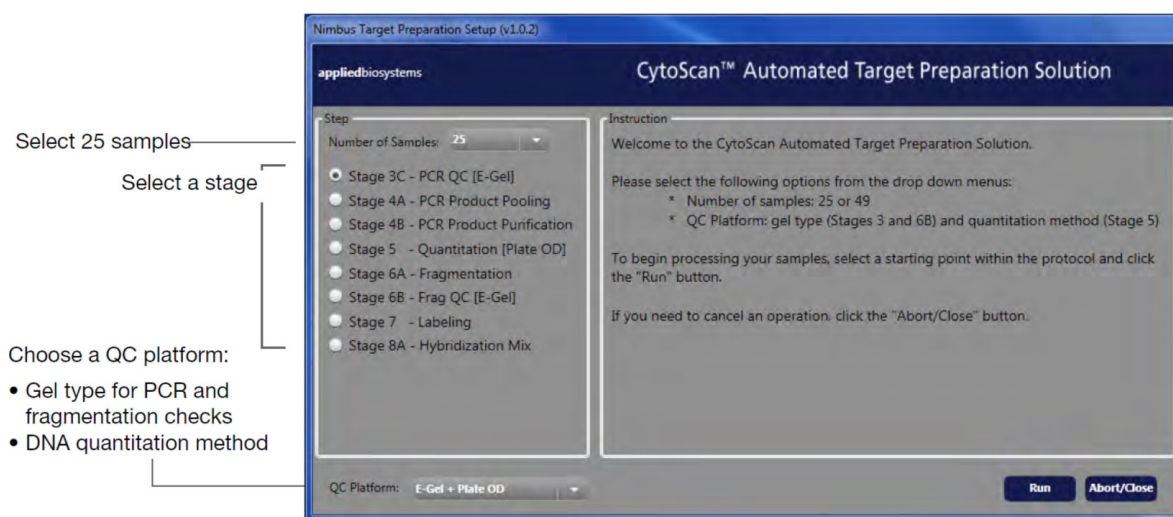 Nimbus Target Preparation Setup (v1.0.2)
appliedbiosystems
CytoScan™ Automated Target Preparation Solution
Select 25 samples
Select a stage
Choose a QC platform:
• Gel type for PCR and
fragmentation checks
• DNA quantitation method
Step
Number of Samples: 25
Stage 3C - PCR QC [E-Gel]
Stage 4A - PCR Product Pooling
Stage 4B - PCR Product Purification
Stage 5 - Quantitation [Plate OD]
Stage 6A - Fragmentation
Stage 6B - Frag QC [E-Gel]
Stage 7 - Labeling
Stage 8A - Hybridization Mix
Instruction
Welcome to the CytoScan Automated Target Preparation Solution.
Please select the following options from the drop down menus:
* Number of samples: 25 or 49
* QC Platform: gel type (Stages 3 and 6B) and quantitation method (Stage 5)
To begin processing your samples, select a starting point within the protocol and click
the "Run" button.
If you need to cancel an operation, click the "Abort/Close" button.
QC Platform: E-Gel + Plate OD
Run
Abort/Close